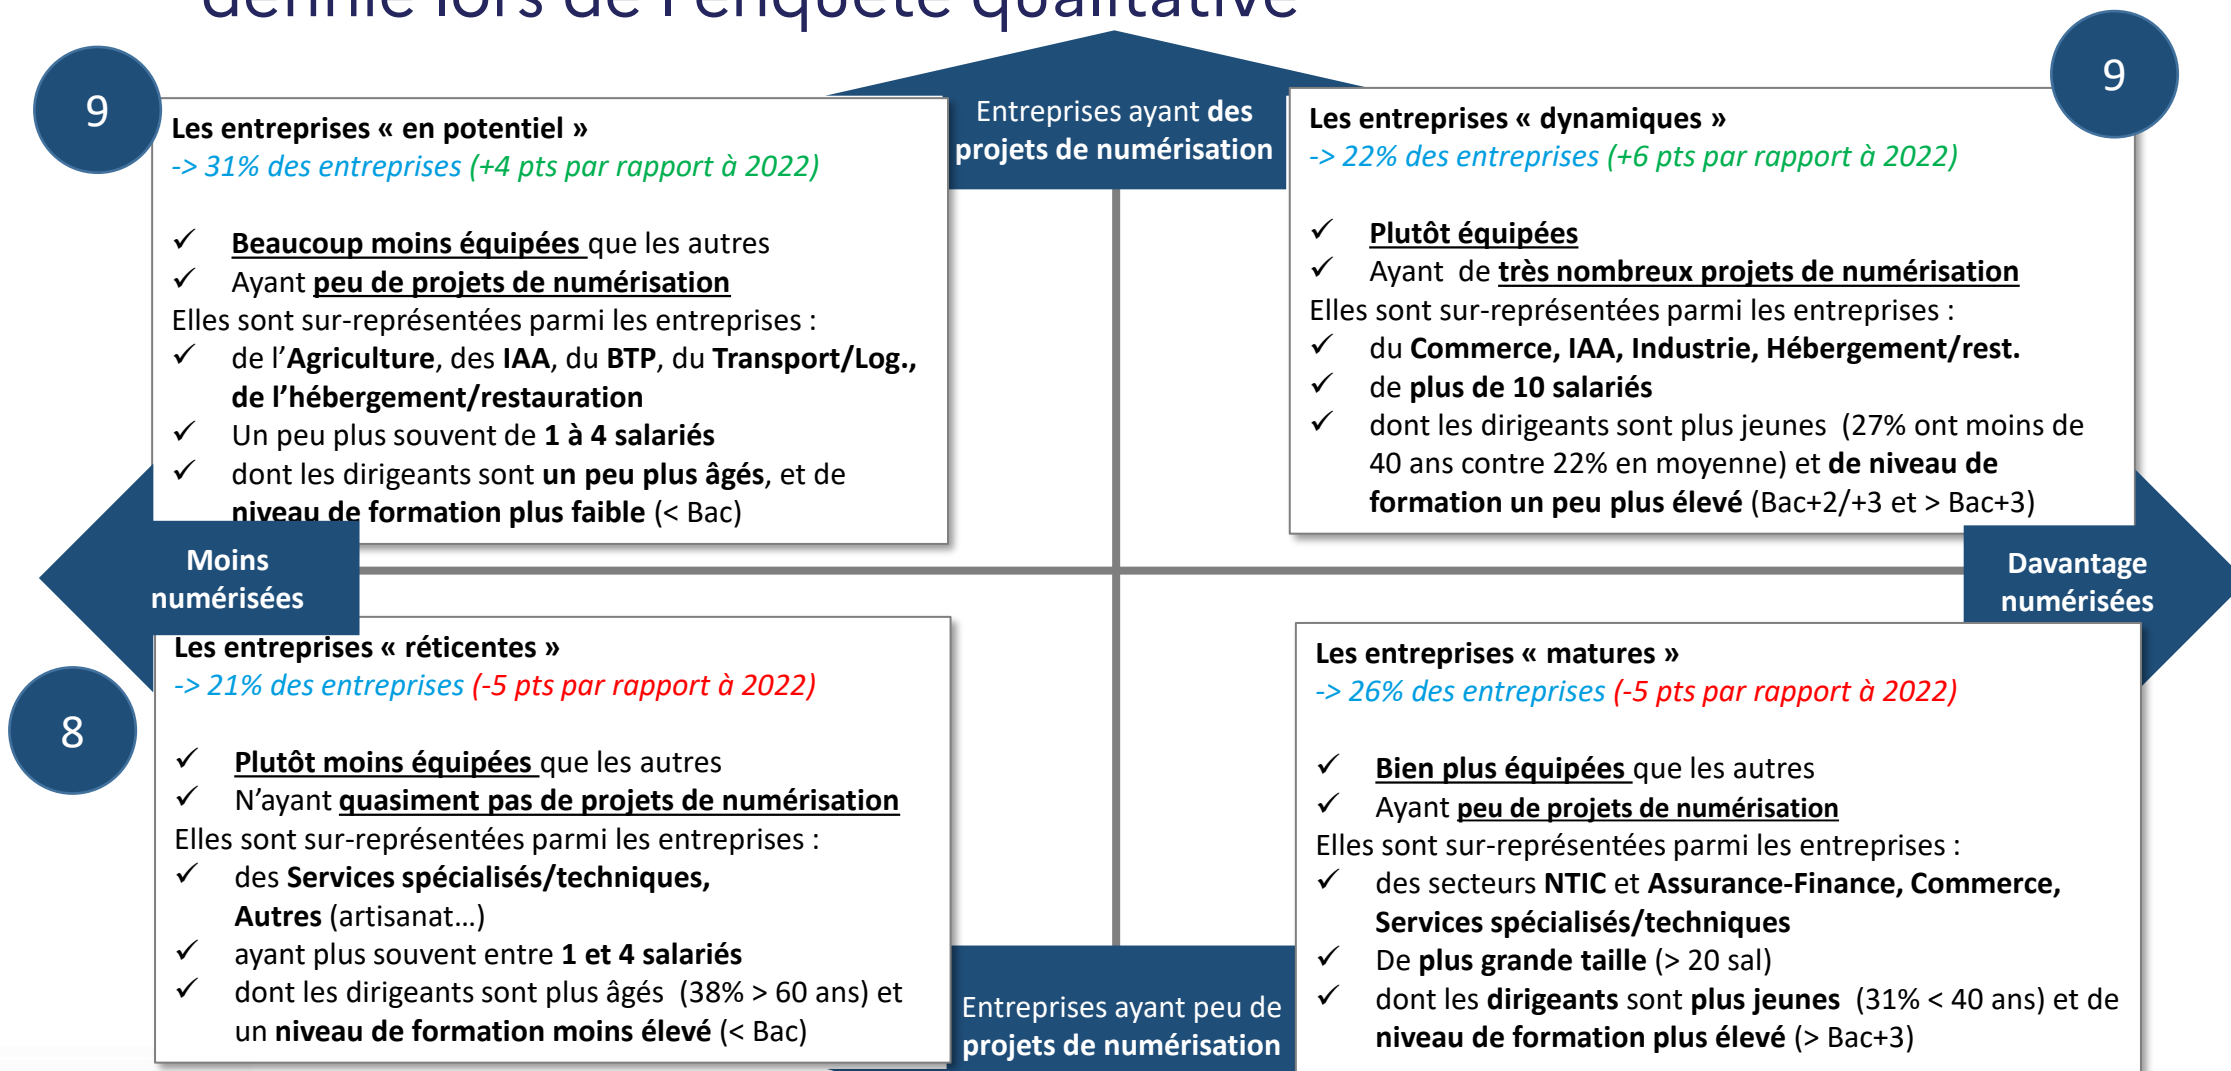 définie lors de l'enquête qualitative
9
Les entreprises « en potentiel »
-> 31% des entreprises (+4 pts par rapport à 2022)
✓ Beaucoup moins équipées que les autres
✓ Ayant peu de projets de numérisation
Elles sont sur-représentées parmi les entreprises :
✓ de l’Agriculture, des IAA, du BTP, du Transport/Log.,
de l’hébergement/restauration
✓ Un peu plus souvent de 1 à 4 salariés
✓ dont les dirigeants sont un peu plus âgés, et de
niveau de formation plus faible (< Bac)
Entreprises ayant des
projets de numérisation
9
Les entreprises « dynamiques »
-> 22% des entreprises (+6 pts par rapport à 2022)
✓ Plutôt équipées
✓ Ayant de très nombreux projets de numérisation
Elles sont sur-représentées parmi les entreprises :
✓ du Commerce, IAA, Industrie, Hébergement/rest.
✓ de plus de 10 salariés
✓ dont les dirigeants sont plus jeunes (27% ont moins de
40 ans contre 22% en moyenne) et de niveau de
formation un peu plus élevé (Bac+2/+3 et > Bac+3)
Moins
numérisées
Davantage
numérisées
8
Les entreprises « réticentes »
-> 21% des entreprises (-5 pts par rapport à 2022)
✓ Plutôt moins équipées que les autres
✓ N’ayant quasiment pas de projets de numérisation
Elles sont sur-représentées parmi les entreprises :
✓ des Services spécialisés/techniques,
Autres (artisanat…)
✓ ayant plus souvent entre 1 et 4 salariés
✓ dont les dirigeants sont plus âgés (38% > 60 ans) et
un niveau de formation moins élevé (< Bac)
Entreprises ayant peu de
projets de numérisation
Les entreprises « matures »
-> 26% des entreprises (-5 pts par rapport à 2022)
✓ Bien plus équipées que les autres
✓ Ayant peu de projets de numérisation
Elles sont sur-représentées parmi les entreprises :
✓ des secteurs NTIC et Assurance-Finance, Commerce,
Services spécialisés/techniques
✓ De plus grande taille (> 20 sal)
✓ dont les dirigeants sont plus jeunes (31% < 40 ans) et de
niveau de formation plus élevé (> Bac+3)